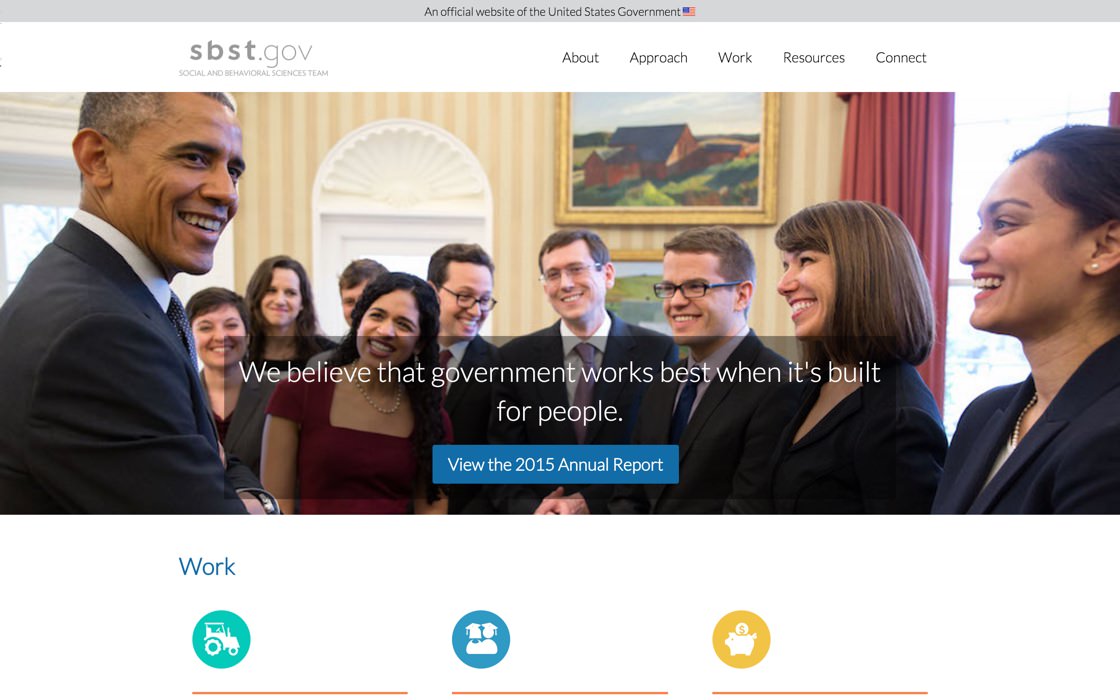 An official website of the United States Government
sbst.gov
SOCIAL AND BEHAVIORAL SCIENCES TEAM
About Approach Work Resources Connect
We believe that government works best when it's built
for people.
View the 2015 Annual Report
Work
$